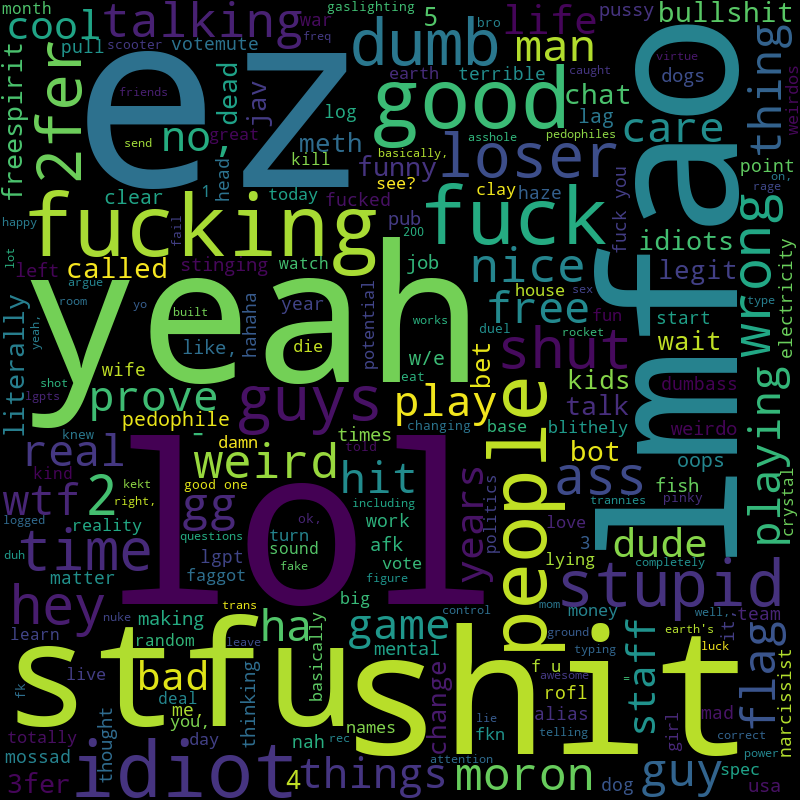 month
gaslighting
pussy
bullshit
cool
talking
war
5
life
bro
pull
scooter
freq
votemute
dumb
man
virtue
caught
ez
lmfao
freespirit
2fer
head, dead
jav
earth
terrible
dogs
thing
weirdos
friends
log
good
chat
lag
asshole
pedophiles
care
send
no
great
meth
basically,
kill
funny
loser
point
on,
clear
1
today
fucked
see?
clay
haze
fuck you
rage
happy
fucking
fail
pub
200
fuck
idiots
wrong
electricity
lot
left
called
stinging
watch
job
nice
legit
argue
year
potential
house
sex
type
literally
room
yo
built
yeah
hahaha
free
fun
start
yeah,
like,
die
works
duel
rocket
shut
wait
wife
w/e
eat
bet
kids
dumbass
shot
prove
guys
play
talk
playing
lgpts
pedophile
-
changing
base
blithely
weirdo
knew
damn
times
told
people
politics
bot
oops
real
weird
hit
ass
kind
kekt
good one
trannies
fish
pinky
crystal
wtf
2
right,
gg
including
years
love
logged
reality
ok.
work
dude
duh
questions
turn
afk
3
time
lol
sound
vote
lying
completely
matter
lgpt
fake
faggot
figure
stupid
hey
nuke
trans
big
control
mom
money
well,
earth's
team
making
ha
game
ground
staff
it's
luck
learn
random
leave
basically
mental
typing
flag
narcissist
stfu
shit
f u
live
bad
thinking
change
awesome
rofl
=
deal
me
girl
fk
you,
names
alias
mad
correct
totally
thought
day
nah
rec
lie
fkn
telling
power
mossad
attention
guy
spec
3fer
idiot
4
things
moron
dog
usa